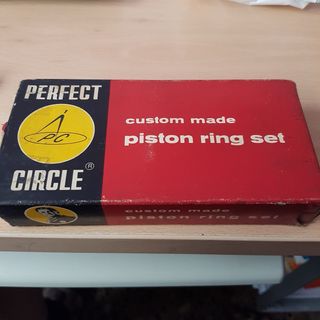 PERFECT
PC
CIRCLE®
custom made
piston ring set
custom made
piston ring set